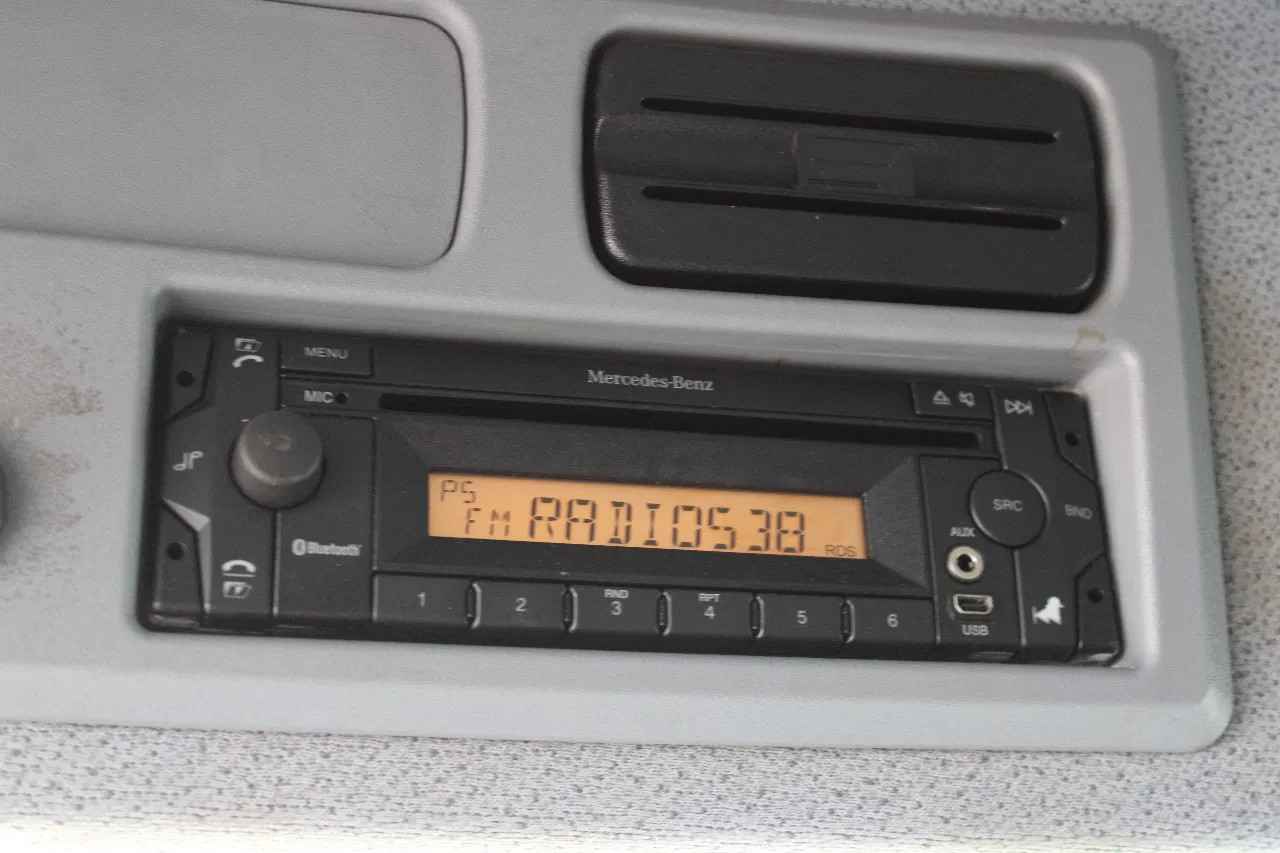 MENU
Mercedes-Benz
MIC
PS
FM RADIO538
RDS
SRC
BND
AUX
Bluetooth
1
2
RND
3
RPT
4
5
6
USB